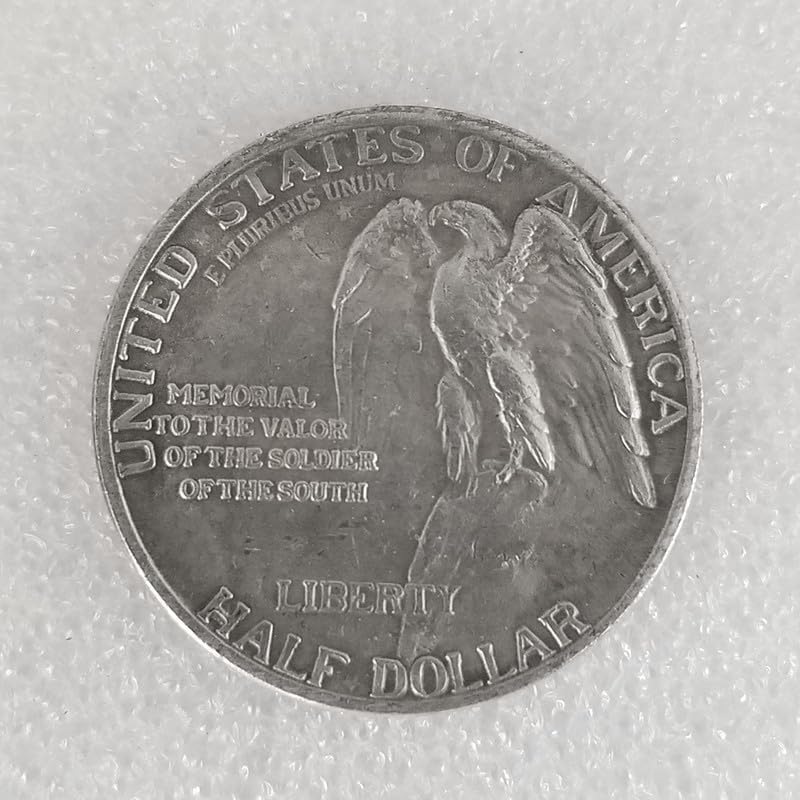 UNITED STATES OF AMERICA
E PLURIBUS UNUM
MEMORIAL
TO THE VALOR
OF THE SOLDIER
OF THE SOUTH
LIBERTY
HALF DOLLAR